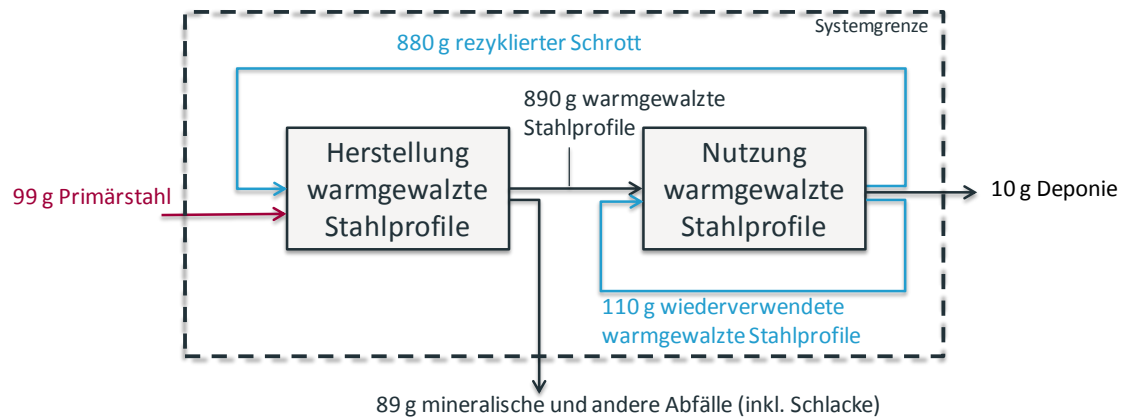 Systemgrenze
880 g rezyklierter Schrott
890 g warmgewalzte
Stahlprofile
Herstellung
warmgewalzte
Stahlprofile
Nutzung
warmgewalzte
Stahlprofile
99 g Primärstahl
10 g Deponie
110 g wiederverwendete
warmgewalzte Stahlprofile
89 g mineralische und andere Abfälle (inkl. Schlacke)